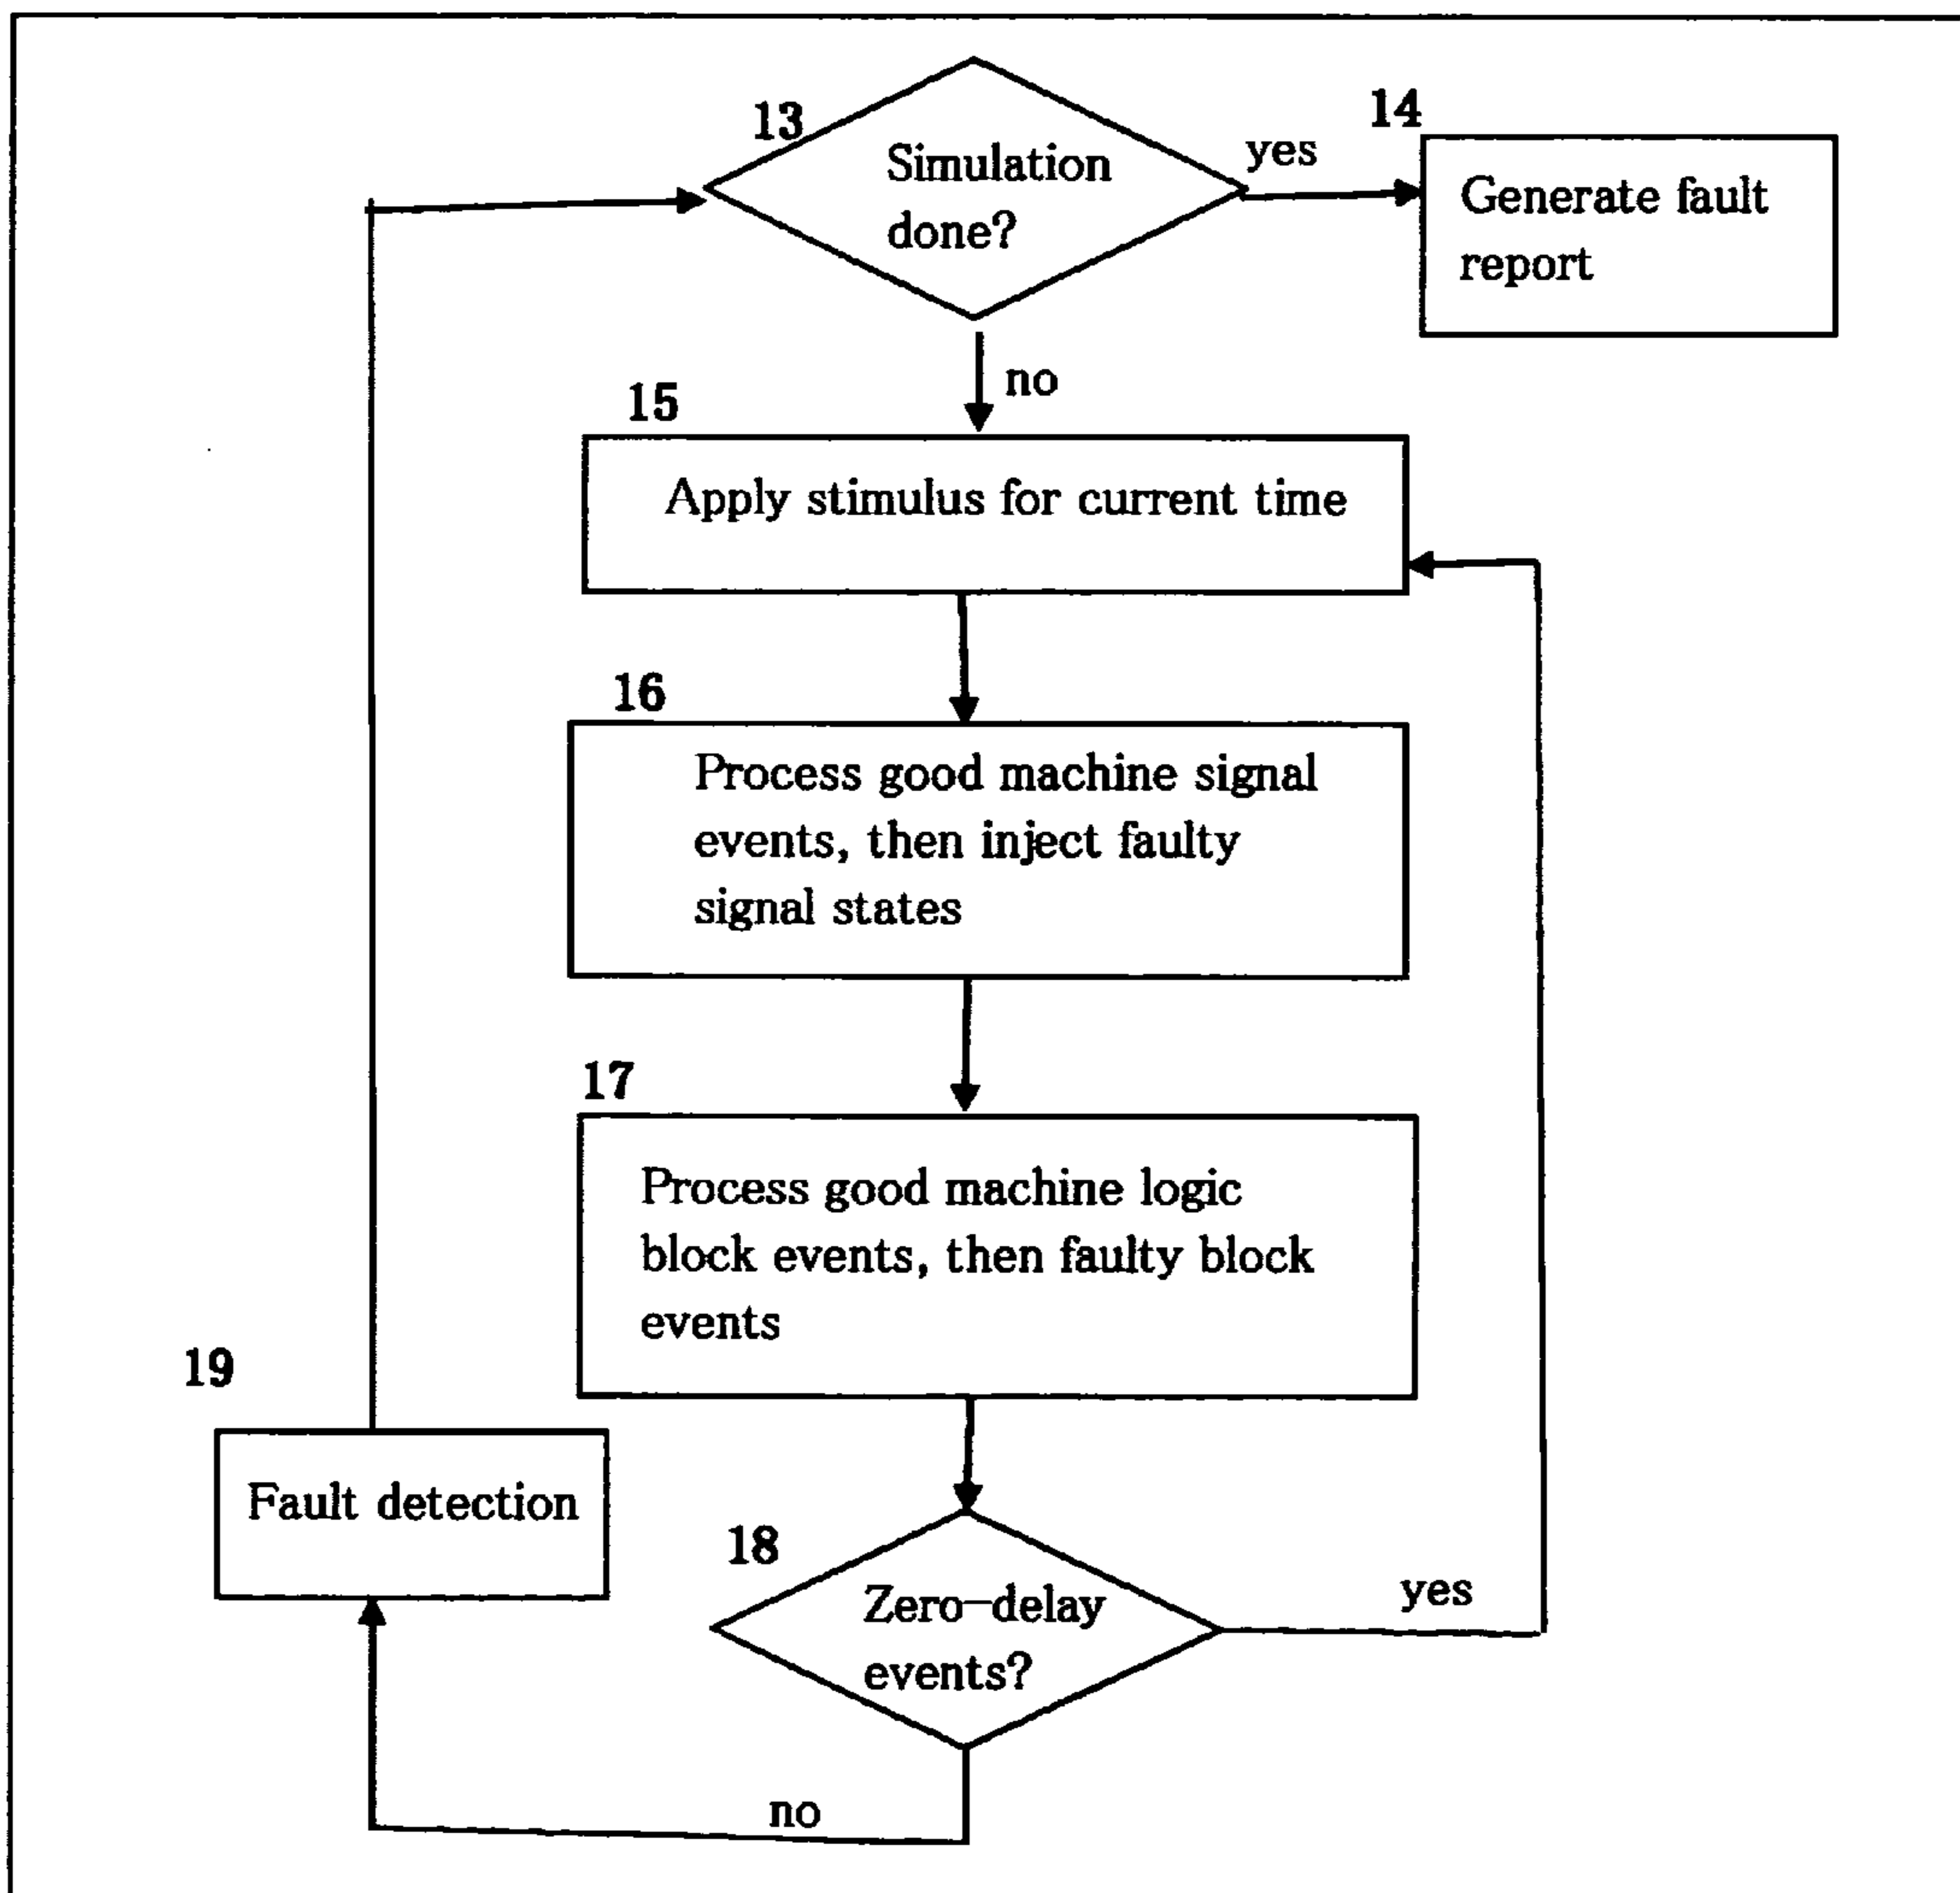 13
Simulation
done?
yes
14
Generate fault
report
no
15
Apply stimulus for current time
16
Process good machine signal
events, then inject faulty
signal states
17
Process good machine logic
block events, then faulty block
events
19
Fault detection
18
Zero-delay
events?
yes
no